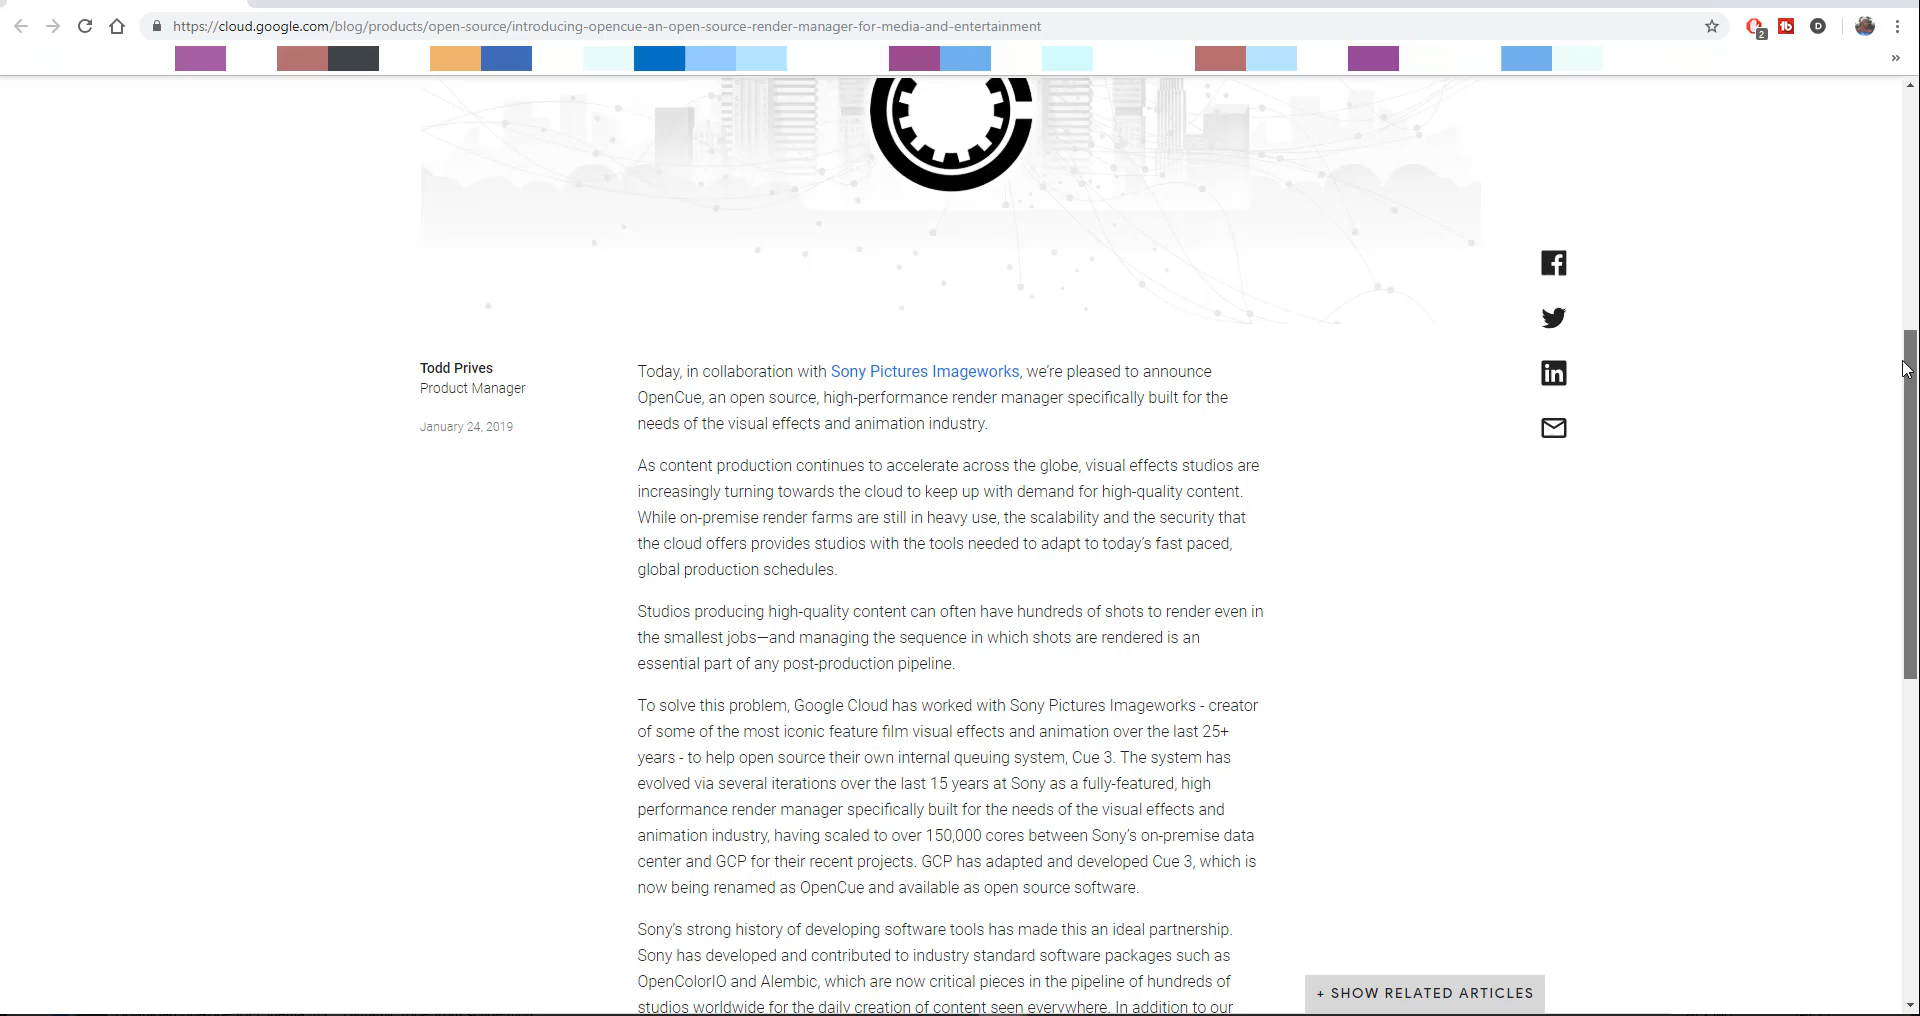 https://cloud.google.com/blog/products/open-source/introducing-opencue-an-open-source-render-manager-for-media-and-entertainment
2
D
»
Todd Prives
Product Manager
January 24, 2019
Today, in collaboration with Sony Pictures Imageworks, we’re pleased to announce
OpenCue, an open source, high-performance render manager specifically built for the
needs of the visual effects and animation industry.
As content production continues to accelerate across the globe, visual effects studios are
increasingly turning towards the cloud to keep up with demand for high-quality content.
While on-premise render farms are still in heavy use, the scalability and the security that
the cloud offers provides studios with the tools needed to adapt to today’s fast paced,
global production schedules.
Studios producing high-quality content can often have hundreds of shots to render even in
the smallest jobs—and managing the sequence in which shots are rendered is an
essential part of any post-production pipeline.
To solve this problem, Google Cloud has worked with Sony Pictures Imageworks - creator
of some of the most iconic feature film visual effects and animation over the last 25+
years - to help open source their own internal queuing system, Cue 3. The system has
evolved via several iterations over the last 15 years at Sony as a fully-featured, high
performance render manager specifically built for the needs of the visual effects and
animation industry, having scaled to over 150,000 cores between Sony’s on-premise data
center and GCP for their recent projects. GCP has adapted and developed Cue 3, which is
now being renamed as OpenCue and available as open source software.
Sony’s strong history of developing software tools has made this an ideal partnership.
Sony has developed and contributed to industry standard software packages such as
OpenColorIO and Alembic, which are now critical pieces in the pipeline of hundreds of
studios worldwide for the daily creation of content seen everywhere. In addition to our
+ SHOW RELATED ARTICLES